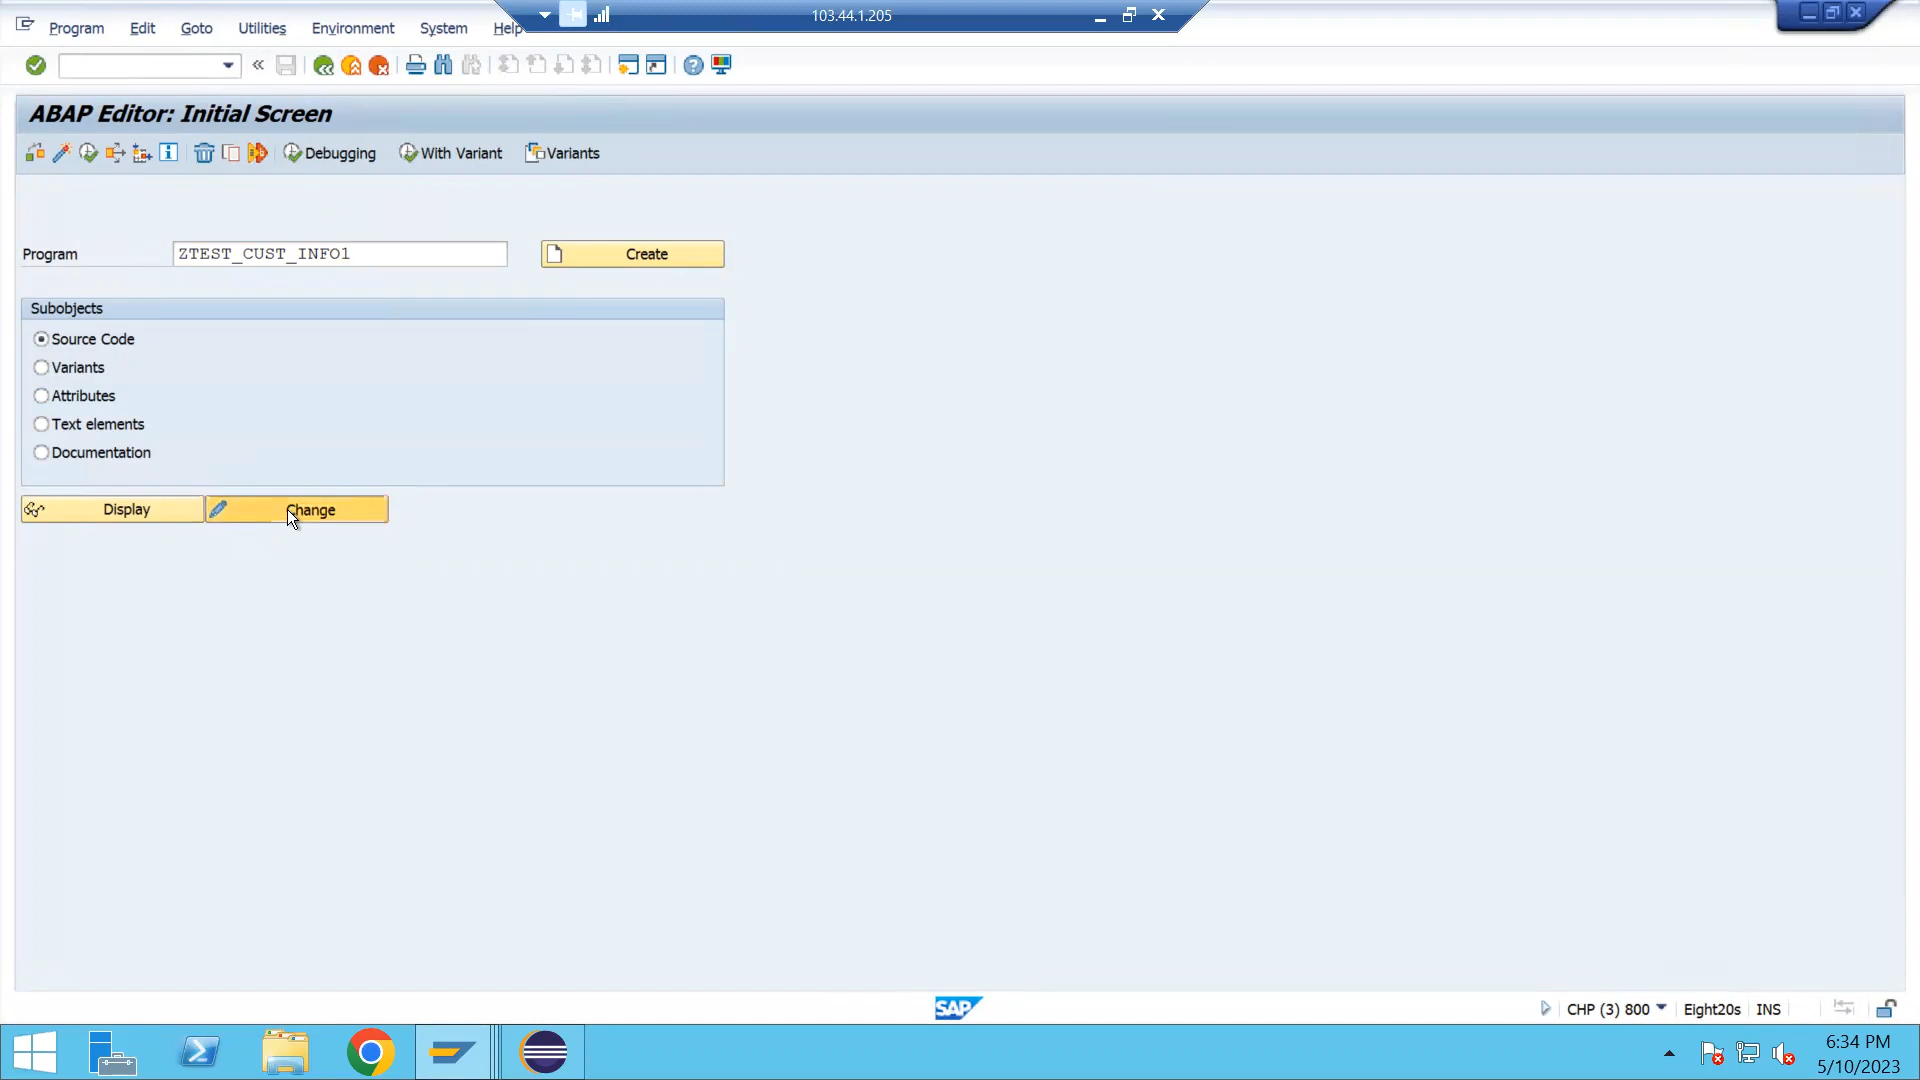 103.44.1.205
Program Edit Goto Utilities Environment System Help
ABAP Editor: Initial Screen
Debugging With Variant Variants
Program ZTEST_CUST_INFO1 Create
Subobjects
Source Code
Variants
Attributes
Text elements
Documentation
Display Change
SAP CHP (3) 800 Eight20s INS
6:34 PM
5/10/2023